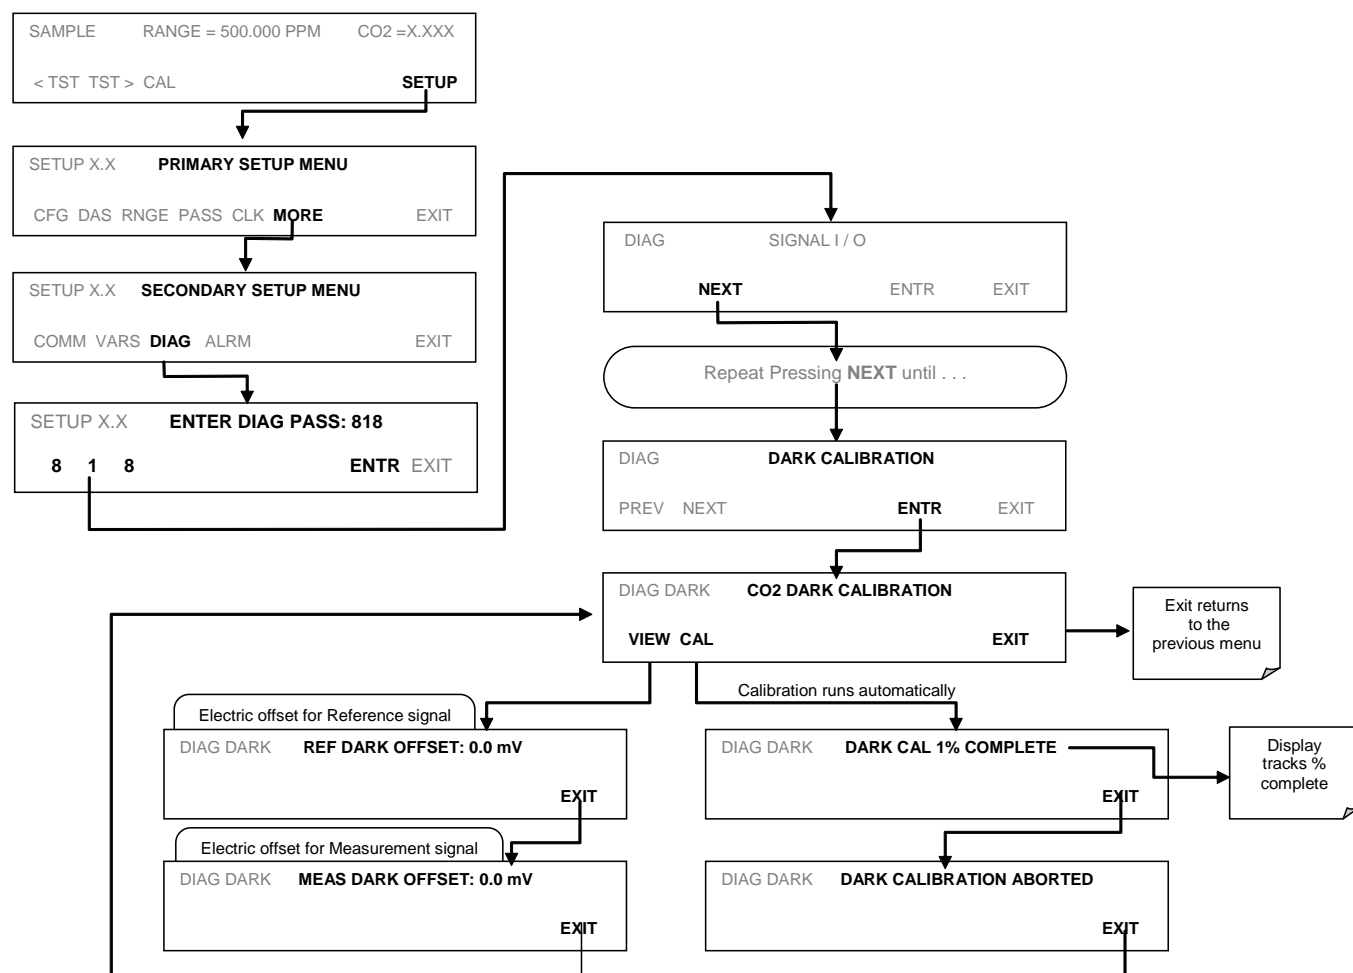 SAMPLE RANGE = 500.000 PPM CO2 =X.XXX
< TST TST > CAL SETUP
SETUP X.X PRIMARY SETUP MENU
CFG DAS RNGE PASS CLK MORE EXIT
SETUP X.X SECONDARY SETUP MENU
COMM VARS DIAG ALRM EXIT
SETUP X.X ENTER DIAG PASS: 818
8 1 8 ENTR EXIT
DIAG SIGNAL I / O
NEXT ENTR EXIT
Repeat Pressing NEXT until . . .
DIAG DARK CALIBRATION
PREV NEXT ENTR EXIT
DIAG DARK CO2 DARK CALIBRATION
VIEW CAL EXIT
Exit returns
to the
previous menu
Calibration runs automatically
Electric offset for Reference signal
DIAG DARK REF DARK OFFSET: 0.0 mV
EXIT
DIAG DARK DARK CAL 1% COMPLETE
EXIT
Display
tracks %
complete
Electric offset for Measurement signal
DIAG DARK MEAS DARK OFFSET: 0.0 mV
EXIT
DIAG DARK DARK CALIBRATION ABORTED
EXIT